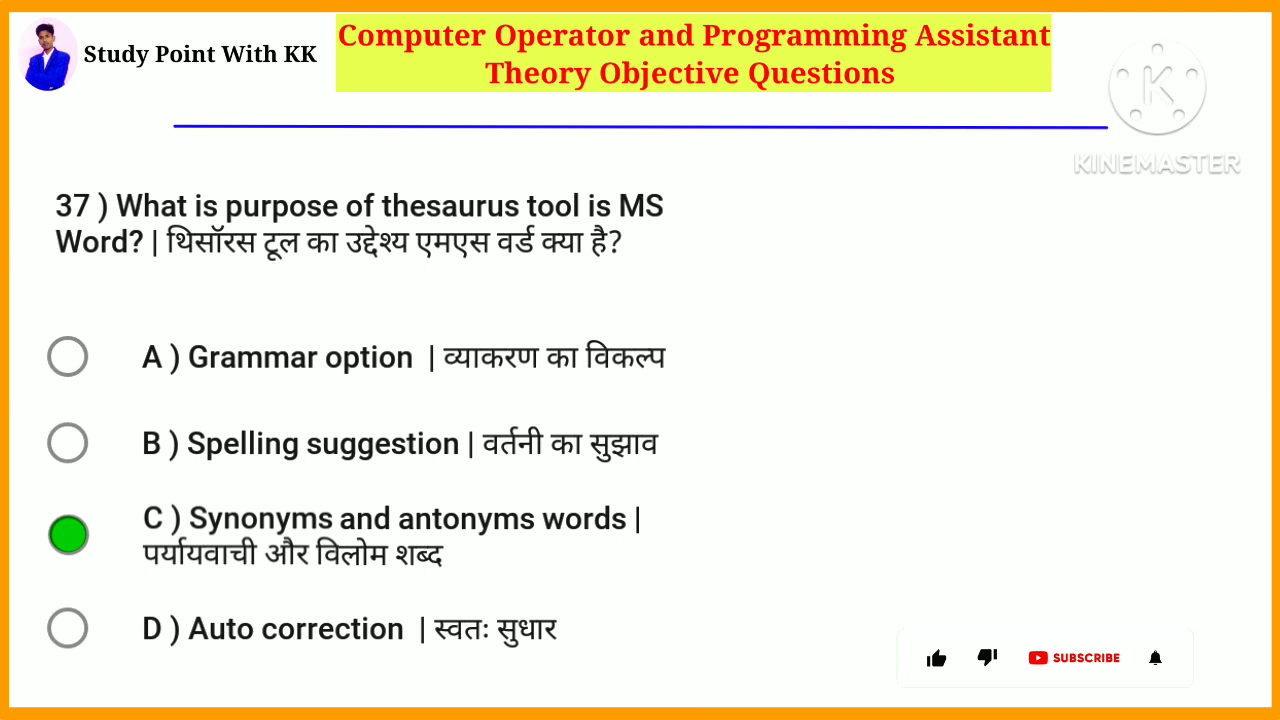 Study Point With KK
Computer Operator and Programming Assistant
Theory Objective Questions
K
KINEMASTER
37 ) What is purpose of thesaurus tool is MS
Word? | थिसॉरस टूल का उद्देश्य एमएस वर्ड क्या है?
A ) Grammar option | व्याकरण का विकल्प
B ) Spelling suggestion | वर्तनी का सुझाव
C ) Synonyms and antonyms words |
पर्यायवाची और विलोम शब्द
D ) Auto correction | स्वतः सुधार
SUBSCRIBE